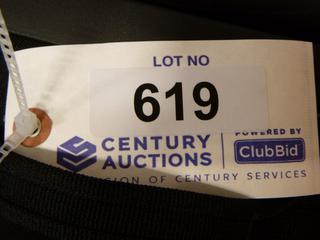 LOT NO
619
CENTURY AUCTIONS
POWERED BY
ClubBid
OF CENTURY SERVICES